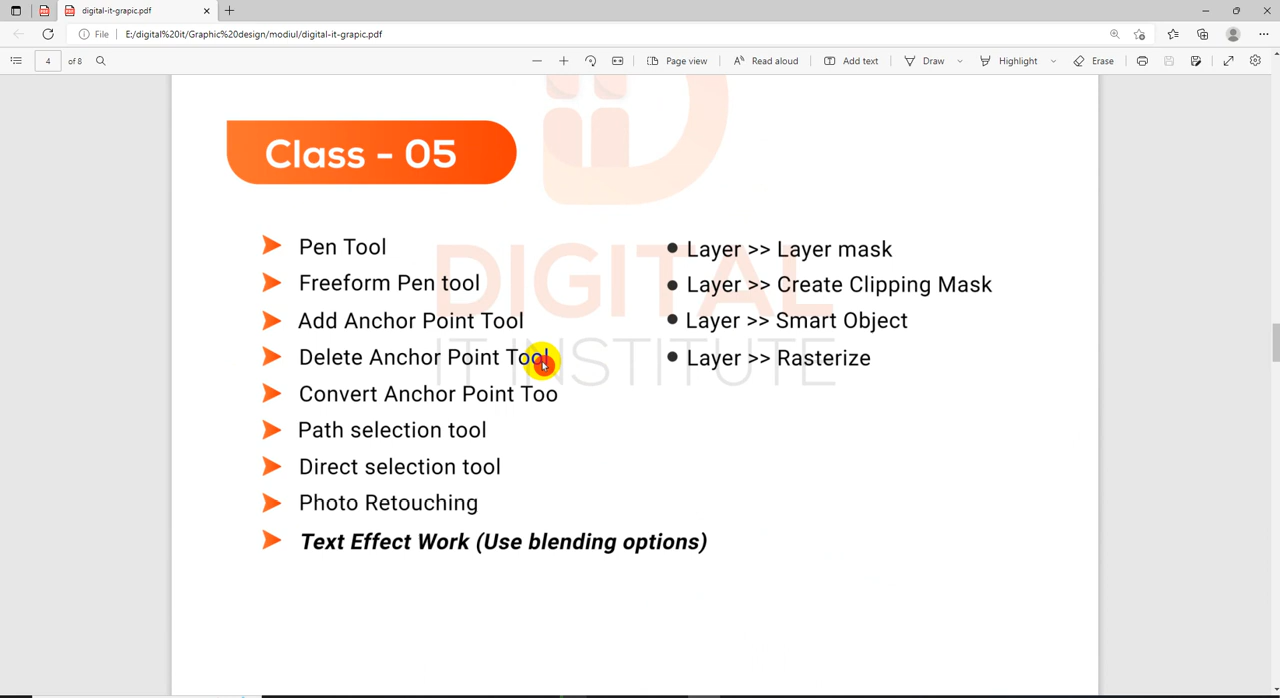 digital-it-grapic.pdf
File
E:/digital%20it/Graphic%20design/modiul/digital-it-grapic.pdf
4 of 8
Page view
Read aloud
Add text
Draw
Highlight
Erase
Class - 05
DIGITAL
IT INSTITUTE
Pen Tool
Freeform Pen tool
Add Anchor Point Tool
Delete Anchor Point Tool
Convert Anchor Point Too
Path selection tool
Direct selection tool
Photo Retouching
Text Effect Work (Use blending options)
Layer >> Layer mask
Layer >> Create Clipping Mask
Layer >> Smart Object
Layer >> Rasterize